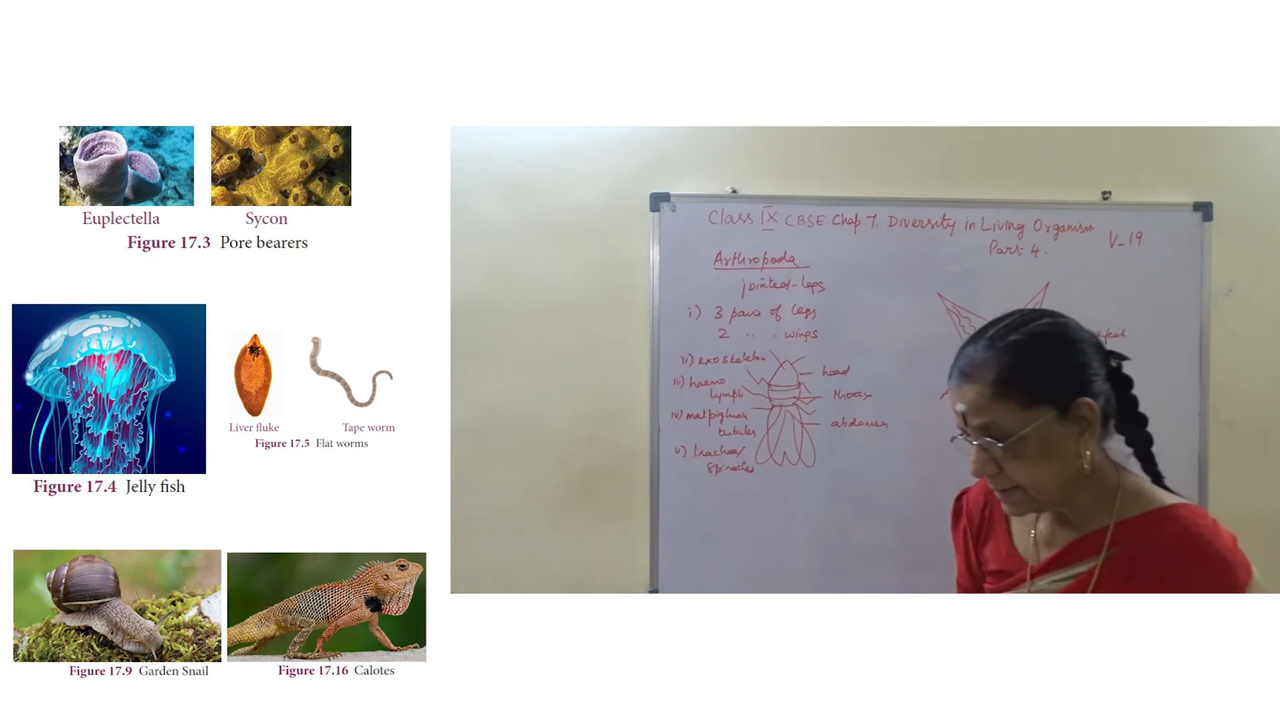 Euplectella
Sycon
Figure 17.3 Pore bearers
Liver fluke
Tape worm
Figure 17.5 Flat worms
Figure 17.4 Jelly fish
Figure 17.9 Garden Snail
Figure 17.16 Calotes
Class IX CBSE Chap 7. Diversity in Living Organism
Part 4.
V-19
Arthropoda
jointed-legs
i) 3 pairs of legs
2 " " wings
ii) exoskeleton
iii) haemo
lymph
iv) malpighian
tubules
v) trachea/
spiracles
head
thorax
abdomen